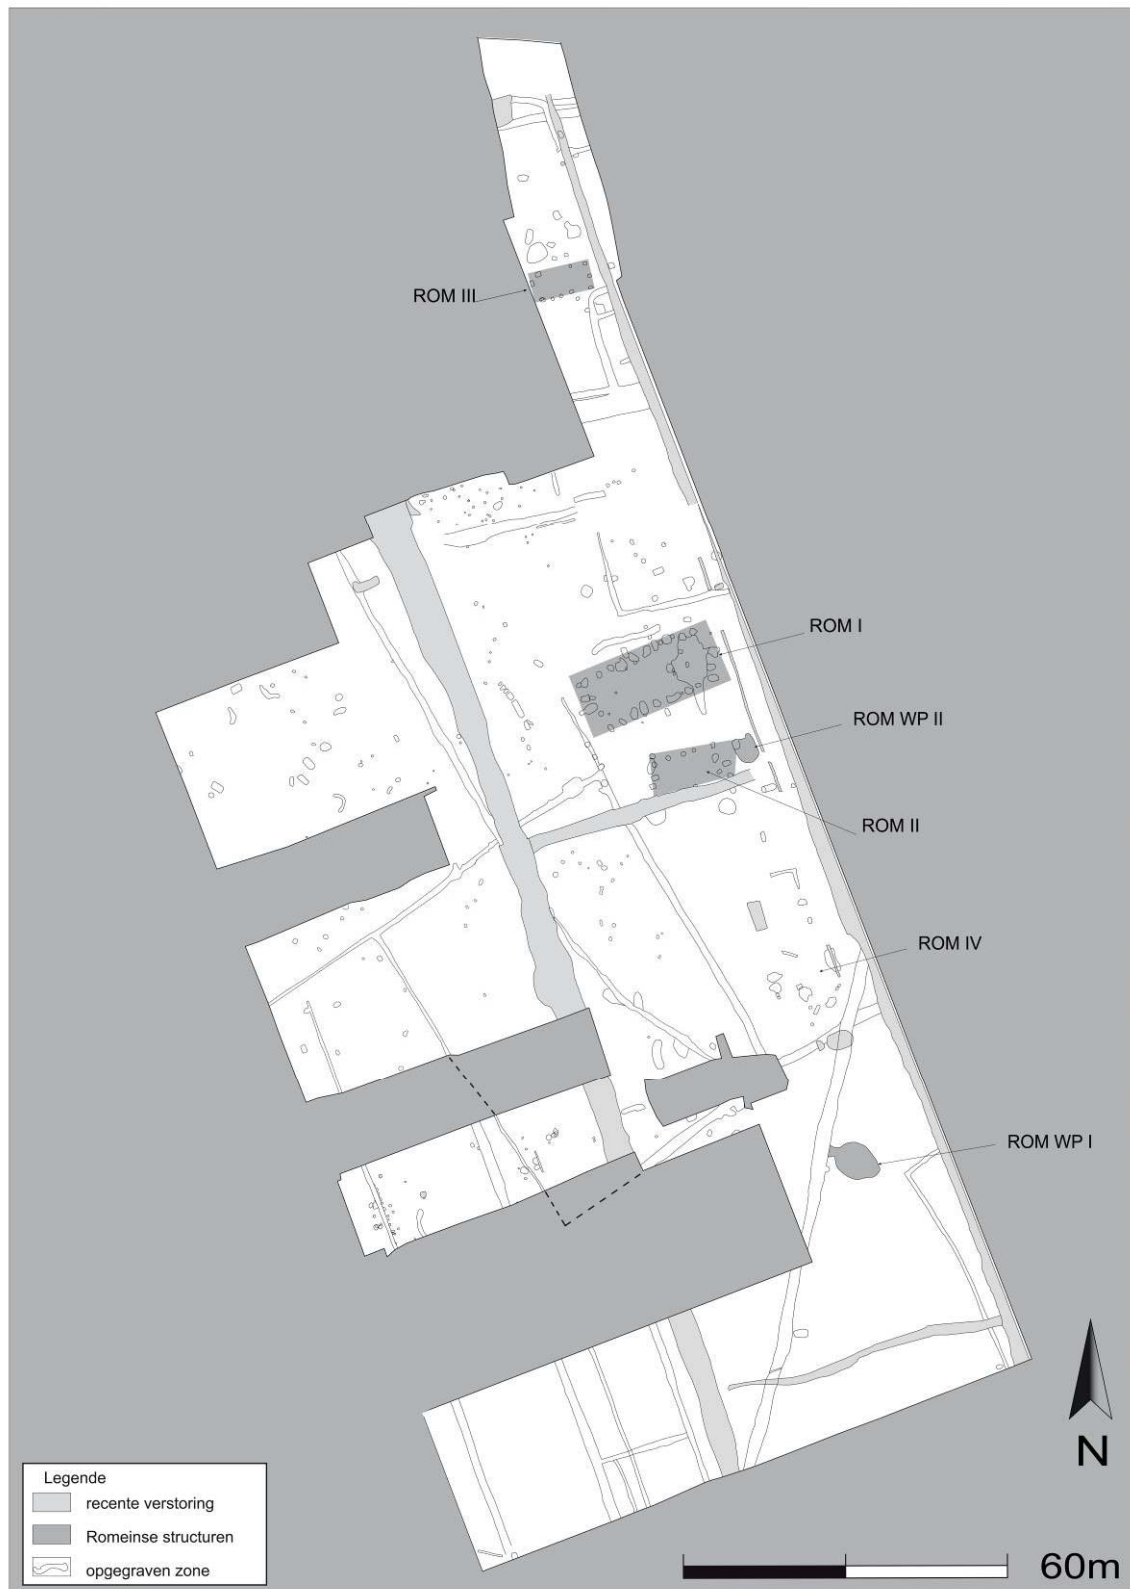 ROM III
ROM I
ROM WP II
ROM II
ROM IV
ROM WP I
N
Legende
recente verstoring
Romeinse structuren
opgegraven zone
60m